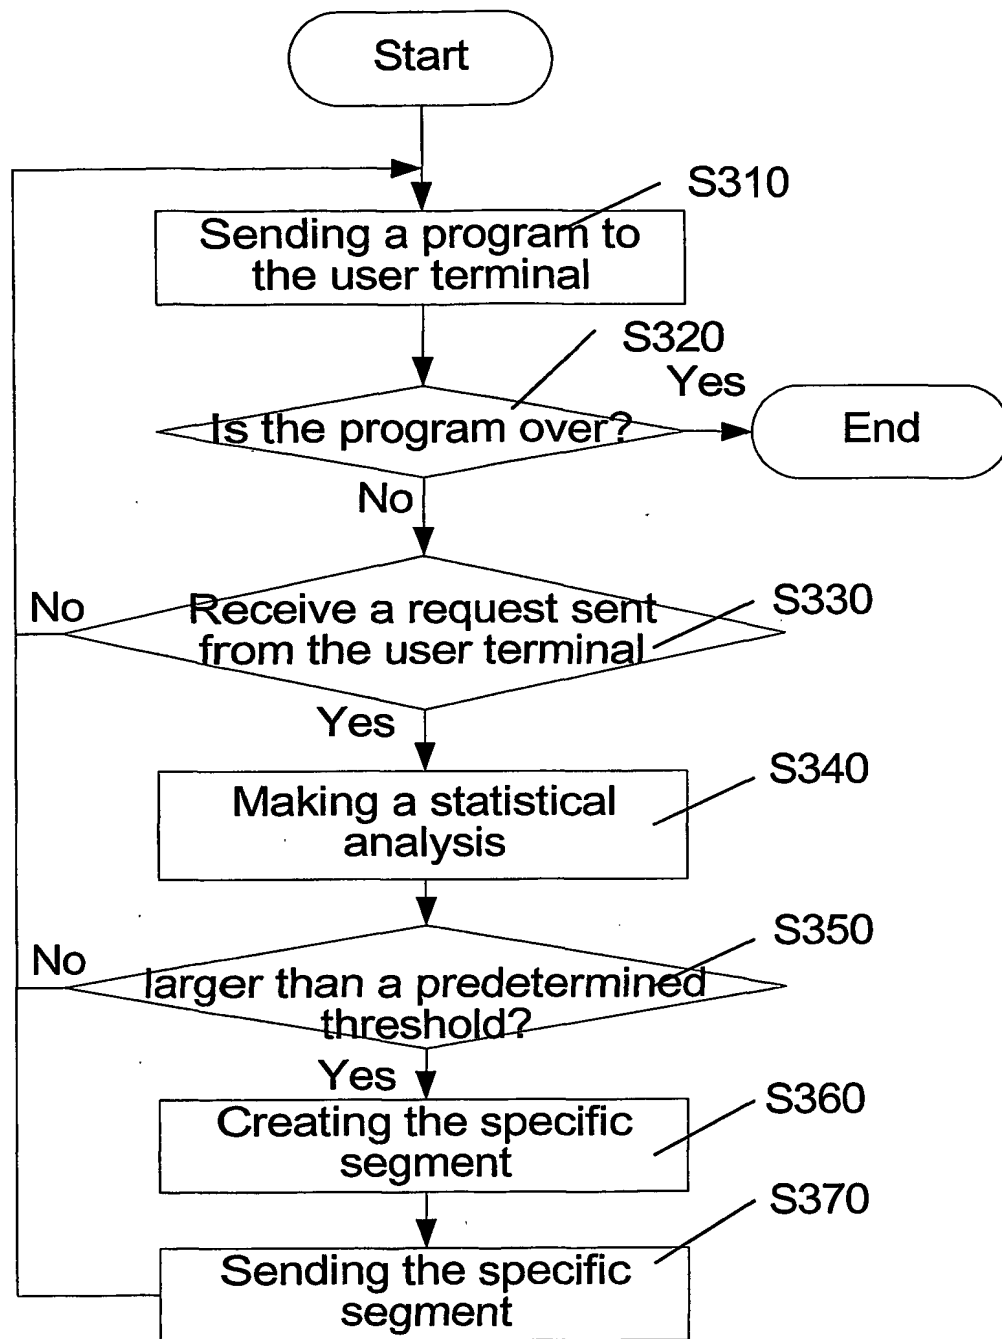 Start
S310
Sending a program to
the user terminal
S320
Yes
Is the program over?
End
No
No
Receive a request sent
from the user terminal
S330
Yes
Making a statistical
analysis
S340
No
larger than a predetermined
threshold?
S350
Yes
Creating the specific
segment
S360
Sending the specific
segment
S370